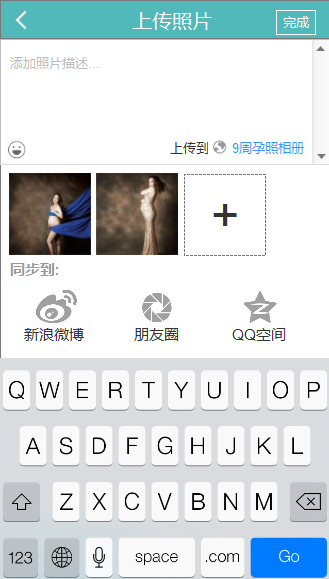 上传照片 完成
添加照片描述...
上传到 9周孕照相册
+
同步到:
新浪微博 朋友圈 QQ空间
Q W E R T Y U I O P
A S D F G H J K L
Z X C V B N M
123 space .com Go